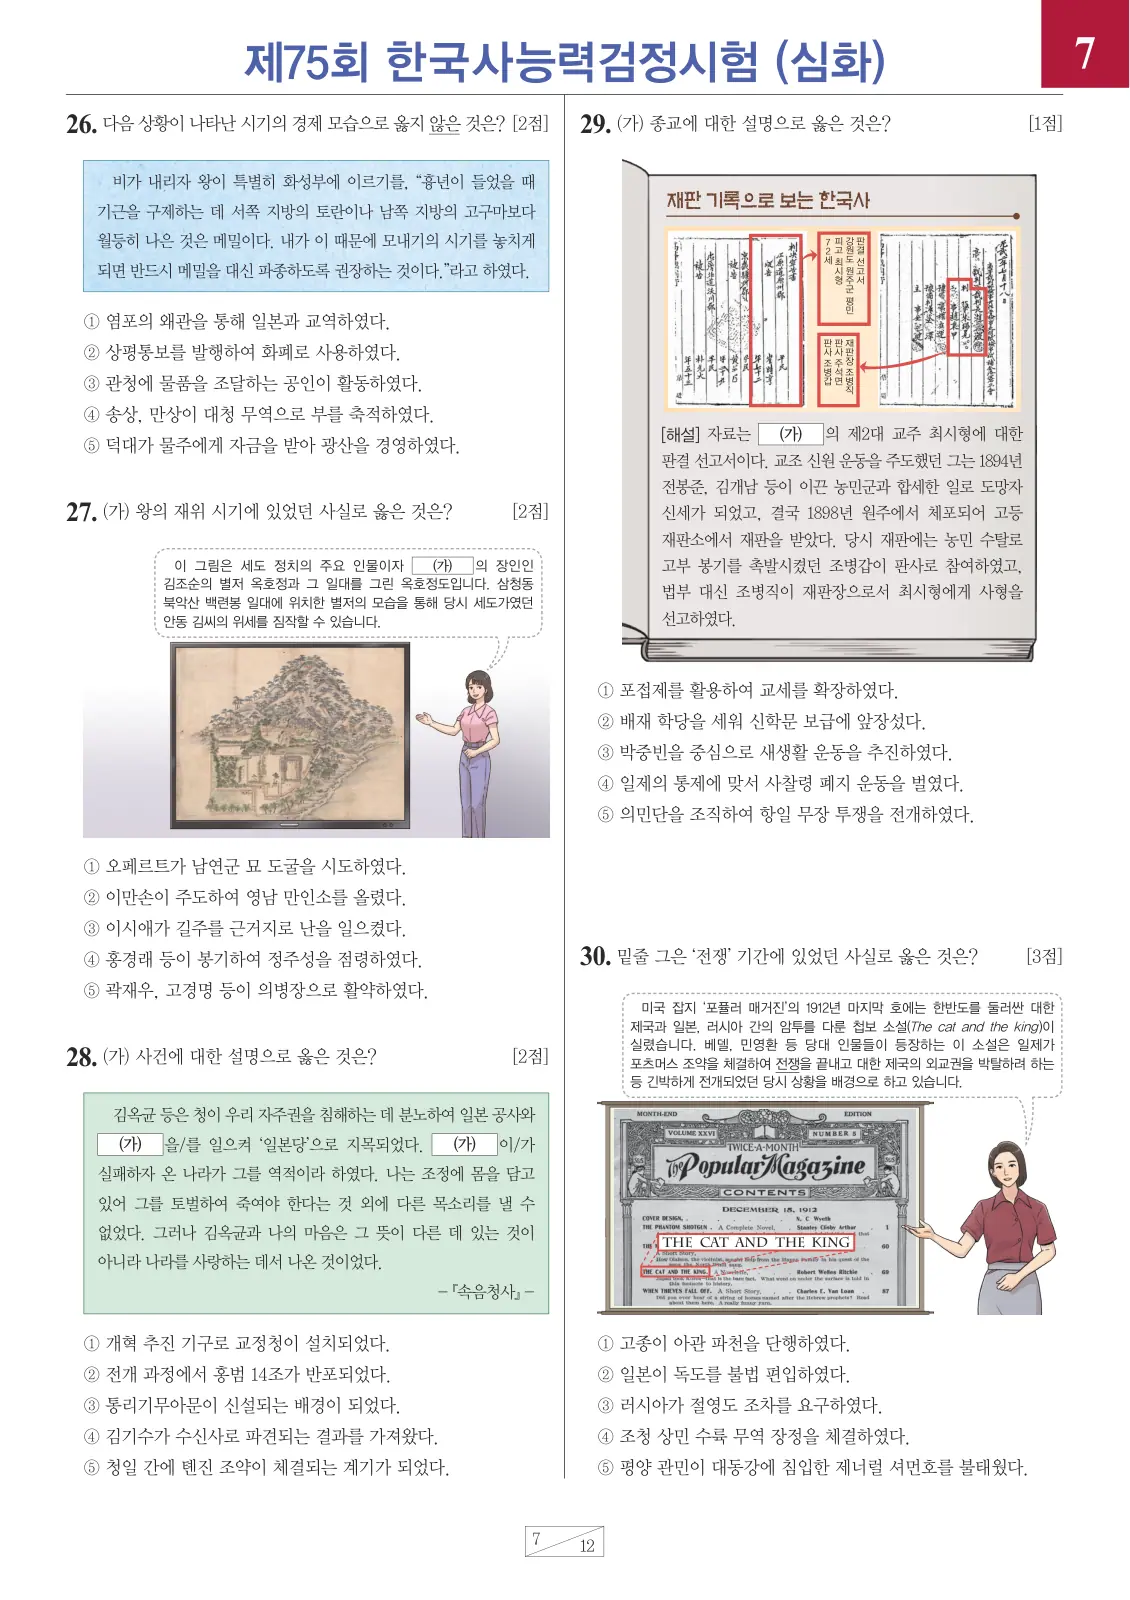 제75회 한국사능력검정시험 (심화)
7
26. 다음 상황이 나타난 시기의 경제 모습으로 옳지 않은 것은? [2점]
비가 내리자 왕이 특별히 화성부에 이르기를, “흉년이 들었을 때
기근을 구제하는 데 서쪽 지방의 토란이나 남쪽 지방의 고구마보다
월등히 나은 것은 메밀이다. 내가 이 때문에 모내기의 시기를 놓치게
되면 반드시 메밀을 대신 파종하도록 권장하는 것이다.”라고 하였다.
① 염포의 왜관을 통해 일본과 교역하였다.
② 상평통보를 발행하여 화폐로 사용하였다.
③ 관청에 물품을 조달하는 공인이 활동하였다.
④ 송상, 만상이 대청 무역으로 부를 축적하였다.
⑤ 덕대가 물주에게 자금을 받아 광산을 경영하였다.
27. (가) 왕의 재위 시기에 있었던 사실로 옳은 것은? [2점]
이 그림은 세도 정치의 주요 인물이자 (가) 의 장인인
김조순의 별저 옥호정과 그 일대를 그린 옥호정도입니다. 삼청동
북악산 백련봉 일대에 위치한 별저의 모습을 통해 당시 세도가였던
안동 김씨의 위세를 짐작할 수 있습니다.
① 오페르트가 남연군 묘 도굴을 시도하였다.
② 이만손이 주도하여 영남 만인소를 올렸다.
③ 이시애가 길주를 근거지로 난을 일으켰다.
④ 홍경래 등이 봉기하여 정주성을 점령하였다.
⑤ 곽재우, 고경명 등이 의병장으로 활약하였다.
28. (가) 사건에 대한 설명으로 옳은 것은? [2점]
김옥균 등은 청이 우리 자주권을 침해하는 데 분노하여 일본 공사와
(가) 을/를 일으켜 ‘일본당’으로 지목되었다. (가) 이/가
실패하자 온 나라가 그를 역적이라 하였다. 나는 조정에 몸을 담고
있어 그를 토벌하여 죽여야 한다는 것 외에 다른 목소리를 낼 수
없었다. 그러나 김옥균과 나의 마음은 그 뜻이 다른 데 있는 것이
아니라 나라를 사랑하는 데서 나온 것이었다.
- 『속음청사』 -
① 개혁 추진 기구로 교정청이 설치되었다.
② 전개 과정에서 홍범 14조가 반포되었다.
③ 통리기무아문이 신설되는 배경이 되었다.
④ 김기수가 수신사로 파견되는 결과를 가져왔다.
⑤ 청일 간에 톈진 조약이 체결되는 계기가 되었다.
29. (가) 종교에 대한 설명으로 옳은 것은? [1점]
재판 기록으로 보는 한국사
판결 선고서
강원도 원주군 평민
피고 최시형
72세
재판장 조병직
판사 주석면
판사 조병갑
[해설] 자료는 (가) 의 제2대 교주 최시형에 대한
판결 선고서이다. 교조 신원 운동을 주도했던 그는 1894년
전봉준, 김개남 등이 이끈 농민군과 합세한 일로 도망자
신세가 되었고, 결국 1898년 원주에서 체포되어 고등
재판소에서 재판을 받았다. 당시 재판에는 농민 수탈로
고부 봉기를 촉발시켰던 조병갑이 판사로 참여하였고,
법부 대신 조병직이 재판장으로서 최시형에게 사형을
선고하였다.
① 포접제를 활용하여 교세를 확장하였다.
② 배재 학당을 세워 신학문 보급에 앞장섰다.
③ 박중빈을 중심으로 새생활 운동을 추진하였다.
④ 일제의 통제에 맞서 사찰령 폐지 운동을 벌였다.
⑤ 의민단을 조직하여 항일 무장 투쟁을 전개하였다.
30. 밑줄 그은 ‘전쟁’ 기간에 있었던 사실로 옳은 것은? [3점]
미국 잡지 ‘포퓰러 매거진’의 1912년 마지막 호에는 한반도를 둘러싼 대한
제국과 일본, 러시아 간의 암투를 다룬 첩보 소설(The cat and the king)이
실렸습니다. 베델, 민영환 등 당대 인물들이 등장하는 이 소설은 일제가
포츠머스 조약을 체결하여 전쟁을 끝내고 대한 제국의 외교권을 박탈하려 하는
등 긴박하게 전개되었던 당시 상황을 배경으로 하고 있습니다.
MONTH-END EDITION
VOLUME XXVI NUMBER 5
TWICE-A-MONTH
The Popular Magazine
CONTENTS
DECEMBER 15, 1912
COVER DESIGN, N. C. Wyeth
THE PHANTOM SHOTGUN. A Complete Novel, Stanley Clisby Arthur 1
THE CAT AND THE KING
60
THE CAT AND THE KING. A Novelette, Robert Welles Ritchie 69
WHEN THIEVES FALL OFF. A Short Story, Charles E. Van Loan 87
① 고종이 아관 파천을 단행하였다.
② 일본이 독도를 불법 편입하였다.
③ 러시아가 절영도 조차를 요구하였다.
④ 조청 상민 수륙 무역 장정을 체결하였다.
⑤ 평양 관민이 대동강에 침입한 제너럴 셔먼호를 불태웠다.
7
12